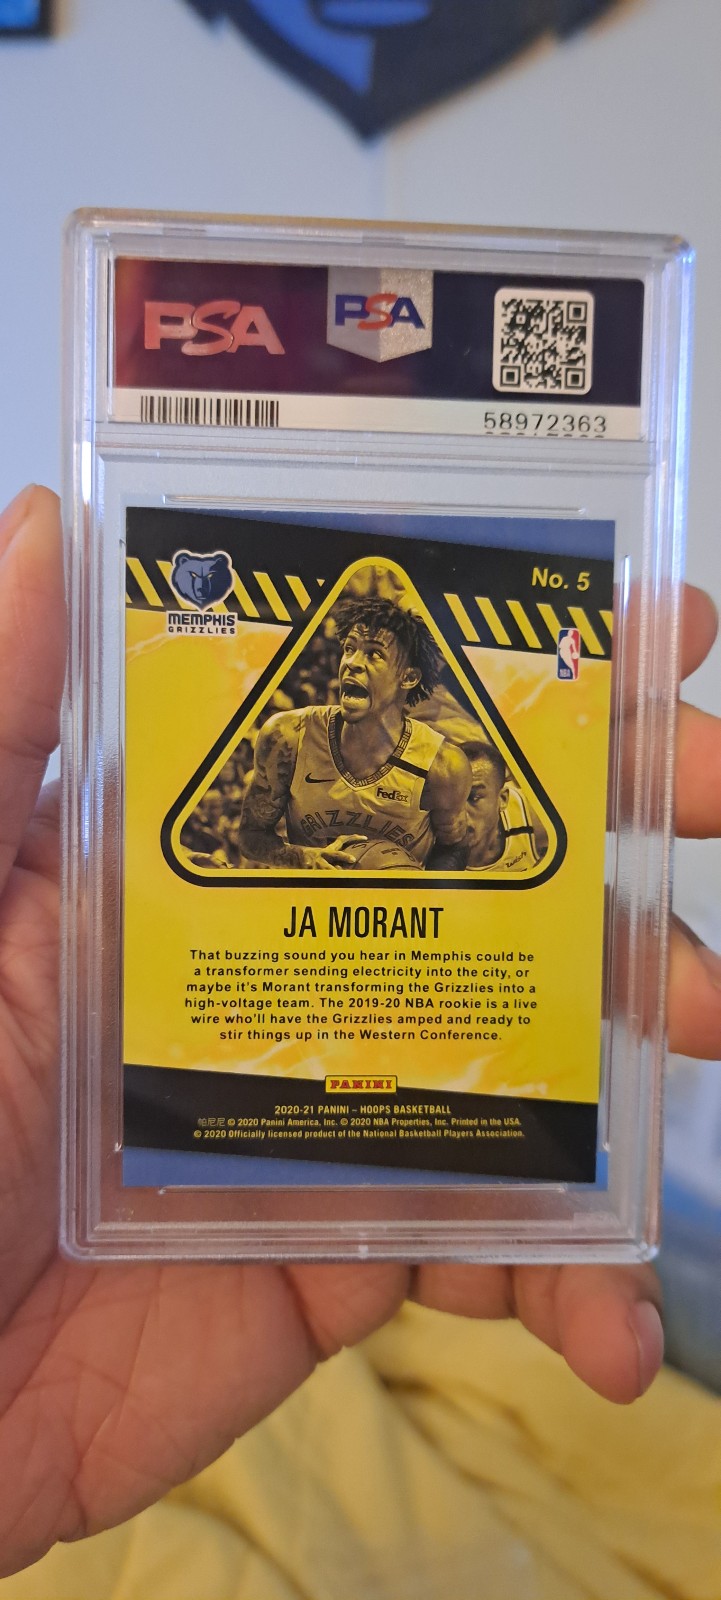 PSA
PSA
58972363
No. 5
MEMPHIS
GRIZZLIES
NBA
FedEx
GRIZZLIES
JA MORANT
That buzzing sound you hear in Memphis could be
a transformer sending electricity into the city, or
maybe it's Morant transforming the Grizzlies into a
high-voltage team. The 2019-20 NBA rookie is a live
wire who'll have the Grizzlies amped and ready to
stir things up in the Western Conference.
PANINI
2020-21 PANINI – HOOPS BASKETBALL
帕尼尼 © 2020 Panini America, Inc. © 2020 NBA Properties, Inc. Printed in the USA.
© 2020 Officially licensed product of the National Basketball Players Association.